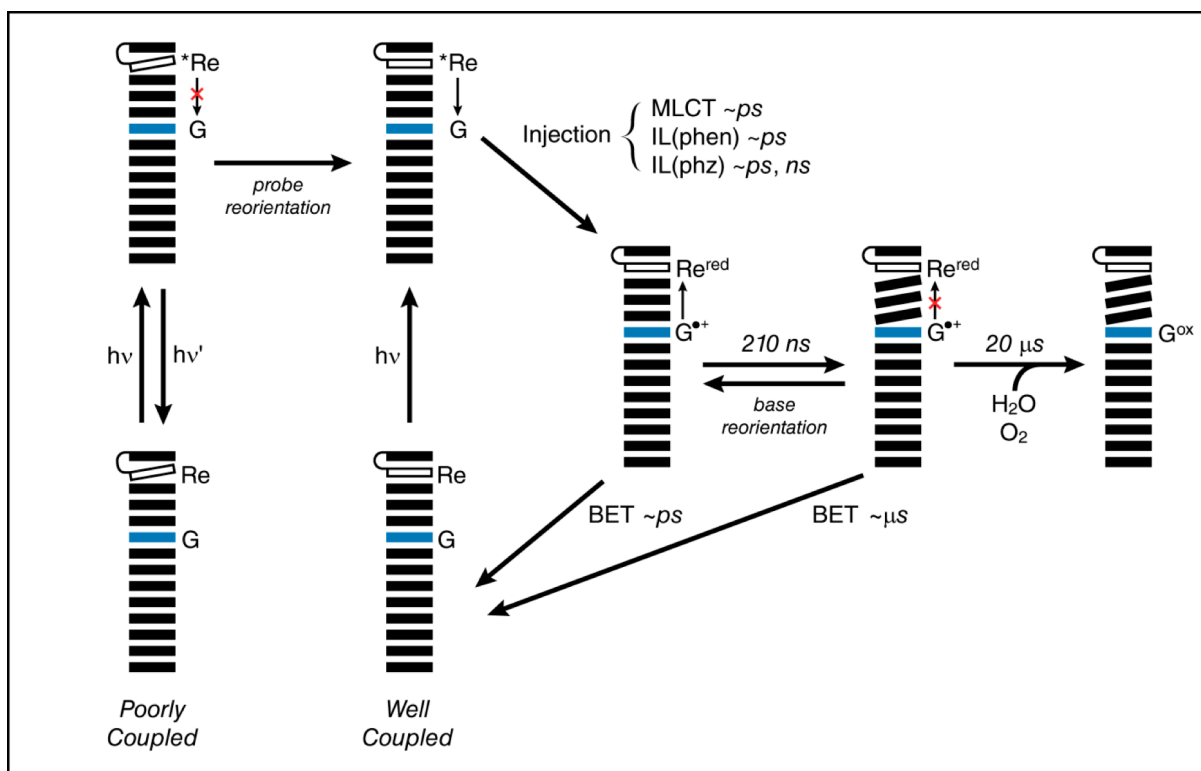 *Re
G
probe
reorientation
*Re
G
Injection
MLCT ~ps
IL(phen) ~ps
IL(phz) ~ps, ns
hν
hν'
hν
Re
G
Poorly
Coupled
Re
G
Well
Coupled
Re^red
G•+
210 ns
base
reorientation
BET ~ps
Re^red
G•+
BET ~μs
20 μs
H₂O
O₂
G^ox